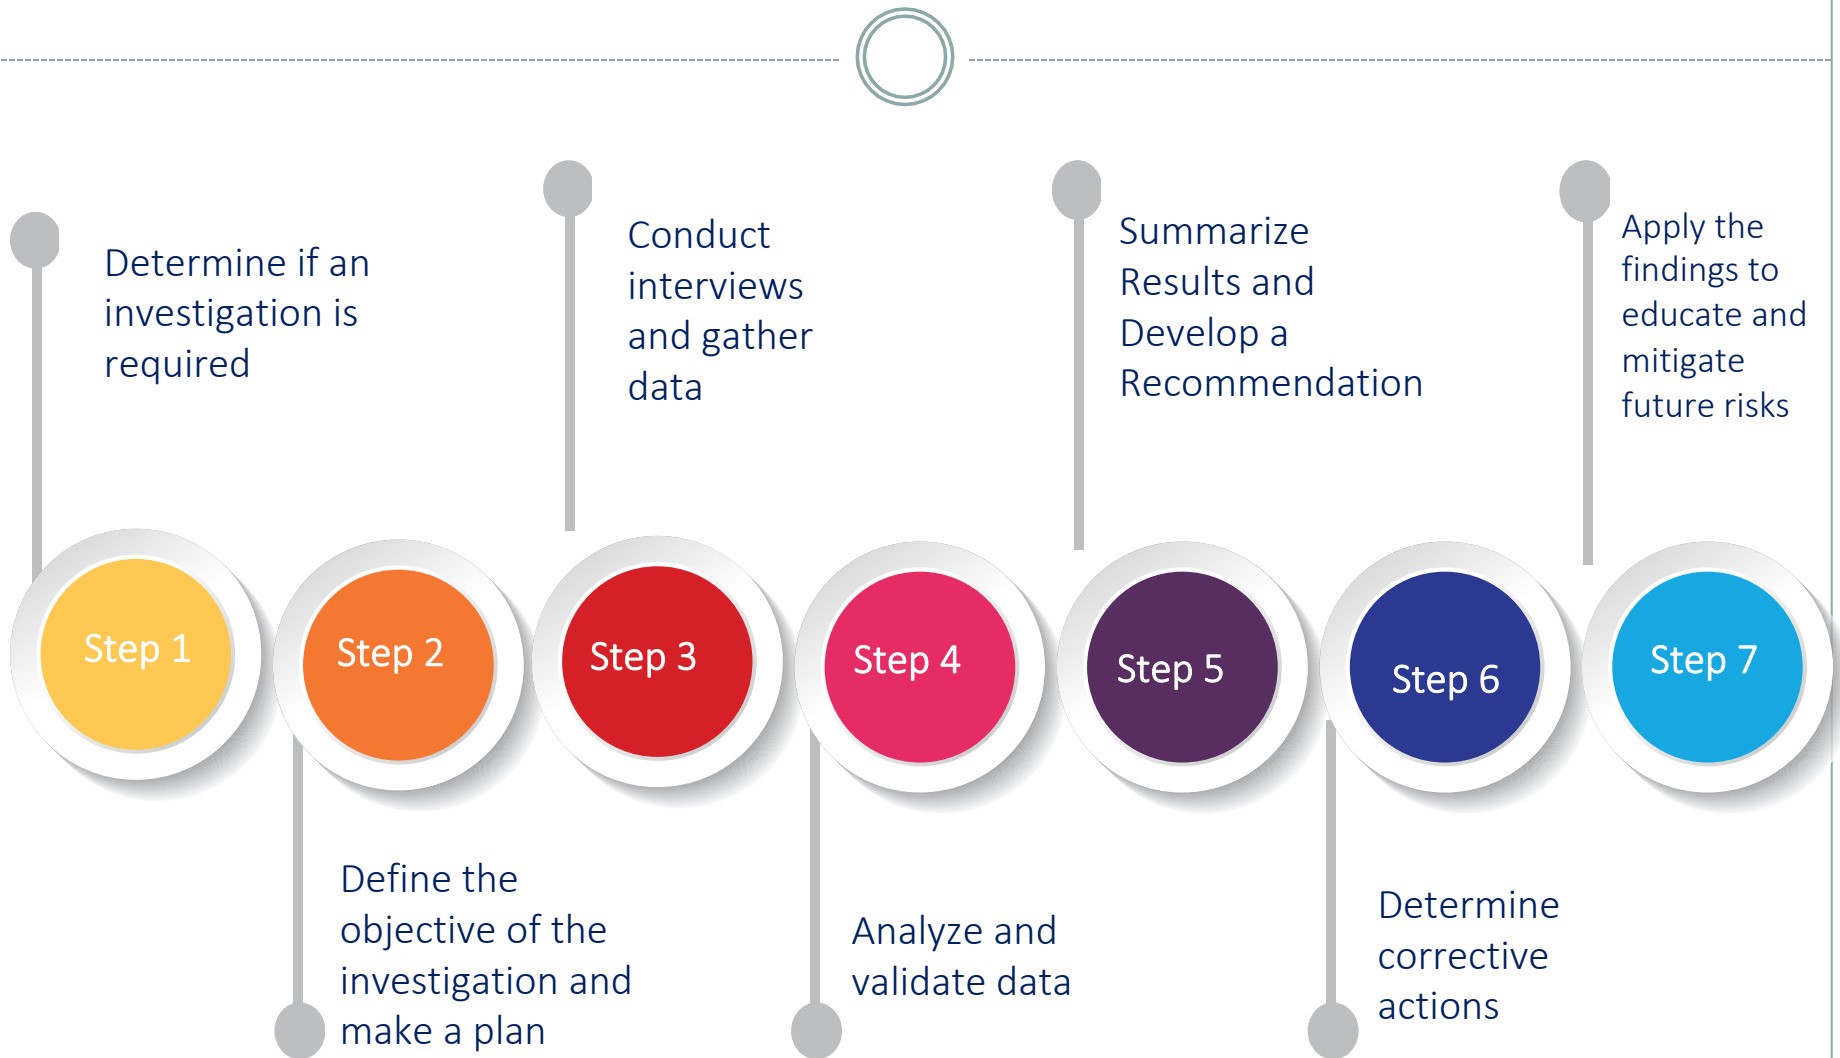 Determine if an
investigation is
required
Conduct
interviews
and gather
data
Summarize
Results and
Develop a
Recommendation
Apply the
findings to
educate and
mitigate
future risks
Step 1
Step 2
Step 3
Step 4
Step 5
Step 6
Step 7
Define the
objective of the
investigation and
make a plan
Analyze and
validate data
Determine
corrective
actions